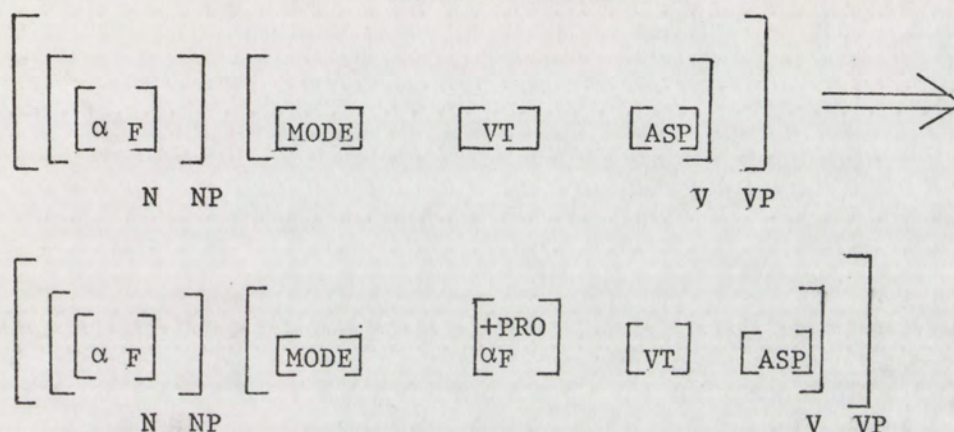 α F MODE VT ASP
N NP V VP
+PRO
α F MODE αF VT ASP
N NP V VP